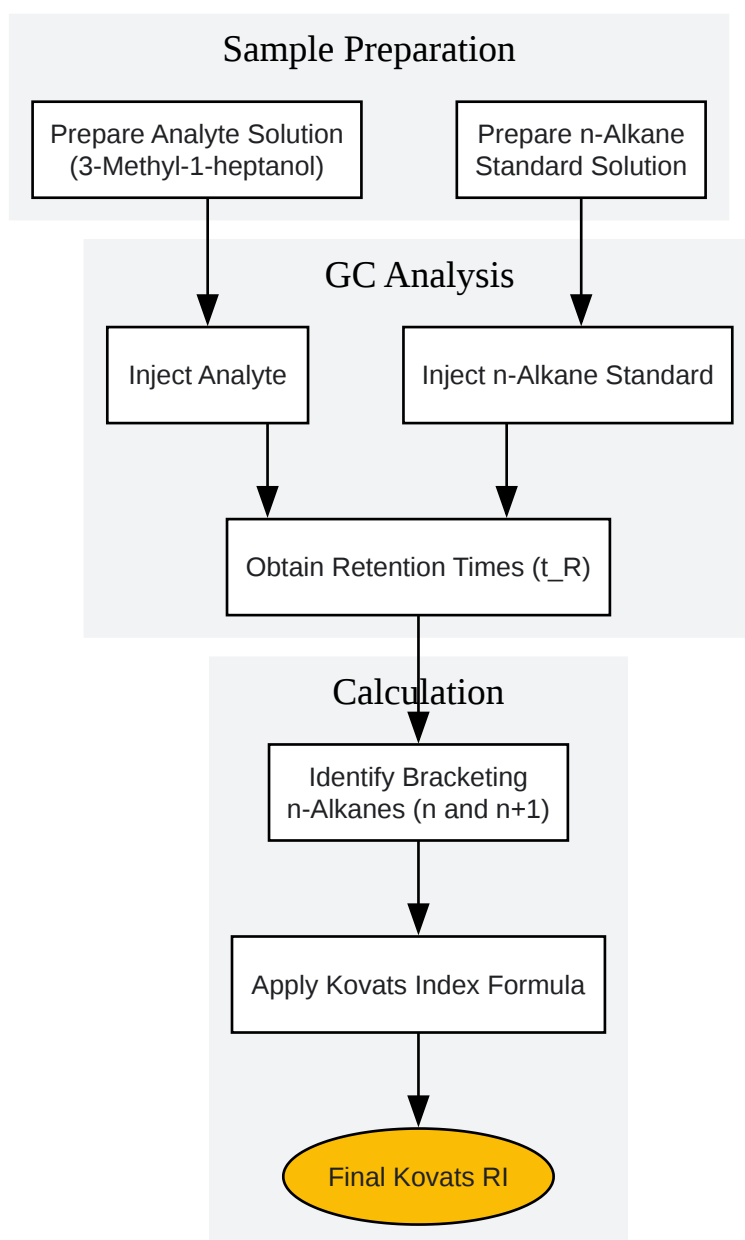 Sample Preparation
Prepare Analyte Solution
(3-Methyl-1-heptanol)
Prepare n-Alkane
Standard Solution
GC Analysis
Inject Analyte
Inject n-Alkane Standard
Obtain Retention Times (t_R)
Calculation
Identify Bracketing
n-Alkanes (n and n+1)
Apply Kovats Index Formula
Final Kovats RI